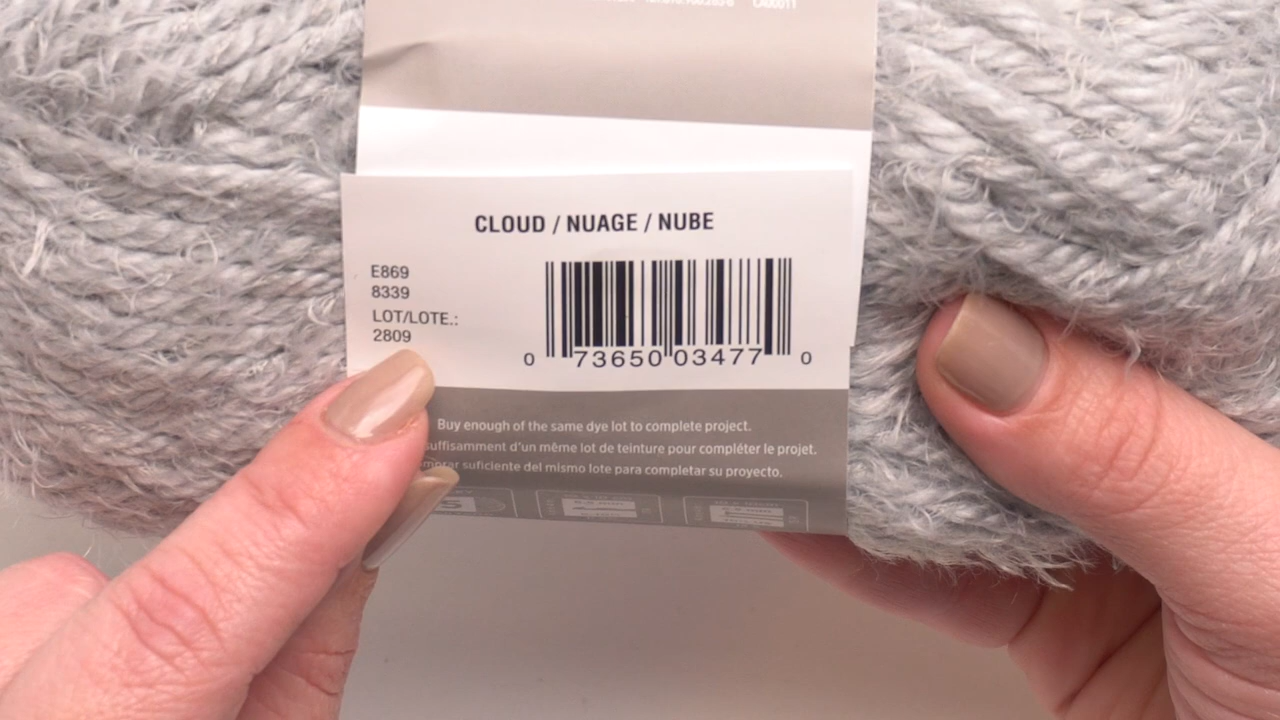 CLOUD / NUAGE / NUBE
E869
8339
LOT/LOTE.:
2809
0 73650 03477 0
Buy enough of the same dye lot to complete project.
suffisamment d'un même lot de teinture pour compléter le projet.
suficiente del mismo lote para completar su proyecto.